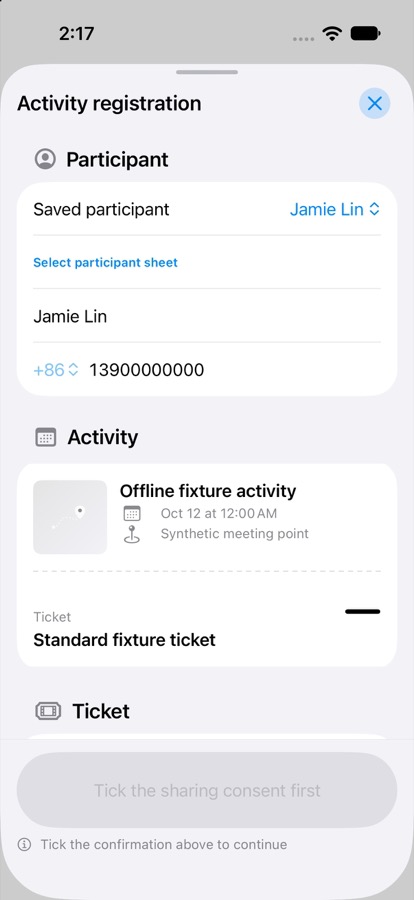 2:17
Activity registration
Participant
Saved participant
Jamie Lin
Select participant sheet
Jamie Lin
+86 13900000000
Activity
Offline fixture activity
Oct 12 at 12:00 AM
Synthetic meeting point
Ticket
Standard fixture ticket
Ticket
Tick the sharing consent first
Tick the confirmation above to continue